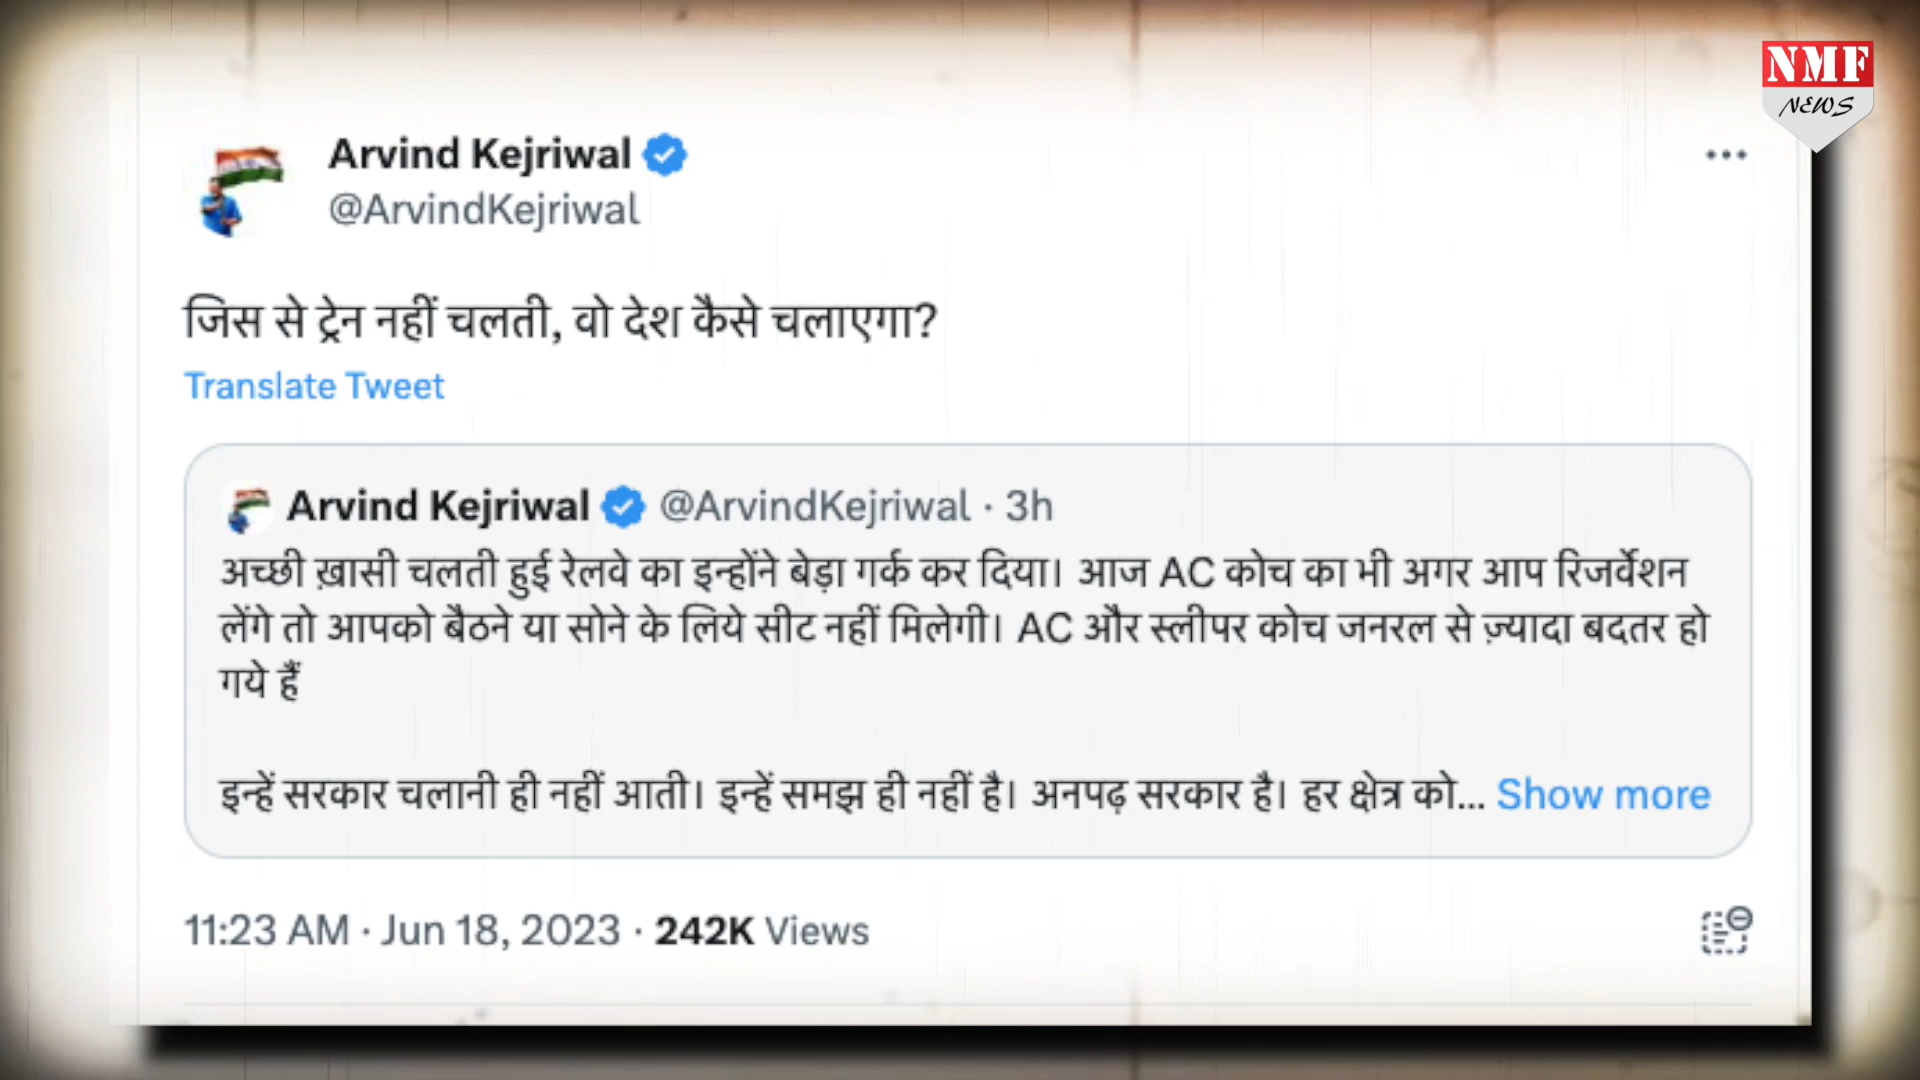 NMF
NEWS
Arvind Kejriwal
@ArvindKejriwal
जिस से ट्रेन नहीं चलती, वो देश कैसे चलाएगा?
Translate Tweet
Arvind Kejriwal @ArvindKejriwal · 3h
अच्छी ख़ासी चलती हुई रेलवे का इन्होंने बेड़ा गर्क कर दिया। आज AC कोच का भी अगर आप रिजर्वेशन
लेंगे तो आपको बैठने या सोने के लिये सीट नहीं मिलेगी। AC और स्लीपर कोच जनरल से ज़्यादा बदतर हो
गये हैं
इन्हें सरकार चलानी ही नहीं आती। इन्हें समझ ही नहीं है। अनपढ़ सरकार है। हर क्षेत्र को... Show more
11:23 AM · Jun 18, 2023 · 242K Views